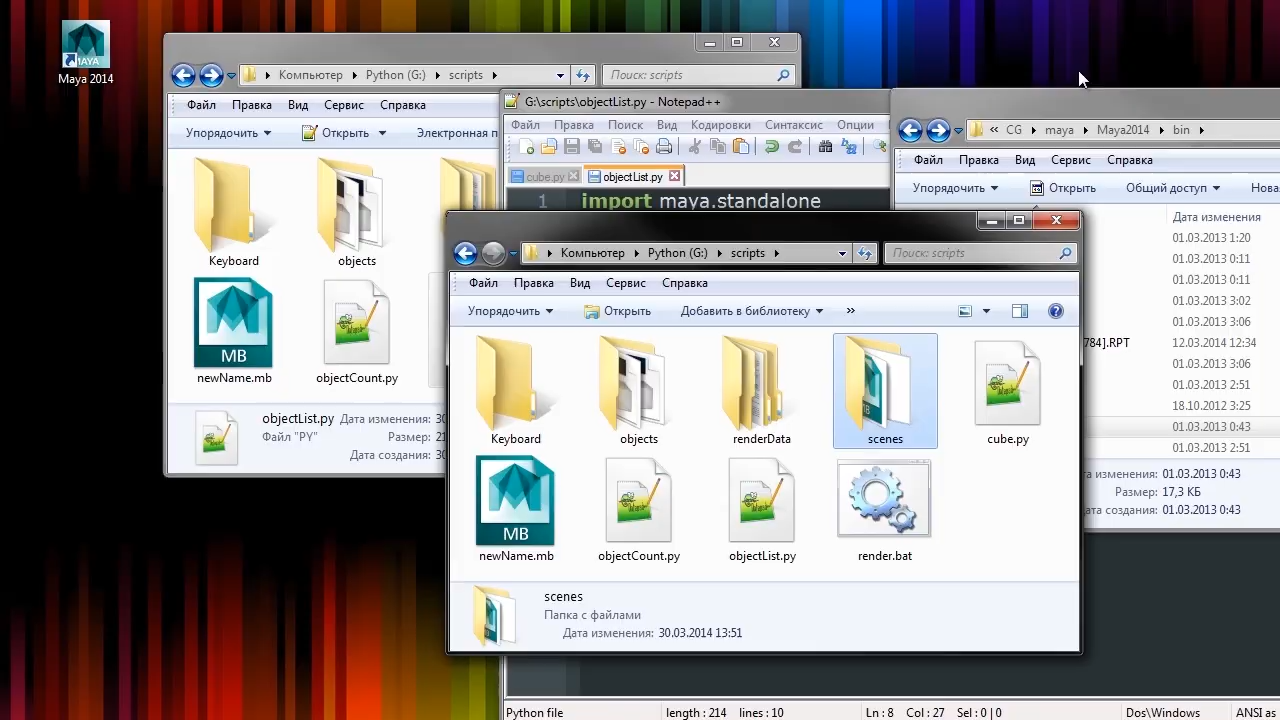 MAYA
Maya 2014
Компьютер
Python (G:)
scripts
Поиск: scripts
Файл
Правка
Вид
Сервис
Справка
Упорядочить
Открыть
Электронная п
Keyboard
objects
MB
newName.mb
objectCount.py
objectList.py
Дата изменения:
30
Файл "PY"
Размер:
21
Дата создания:
30
G:\scripts\objectList.py - Notepad++
Файл
Правка
Поиск
Вид
Кодировки
Синтаксис
Опции
cube.py
objectList.py
1
import maya.standalone
« CG
maya
Maya2014
bin
Файл
Правка
Вид
Сервис
Справка
Упорядочить
Открыть
Общий доступ
Нова
Дата изменения
01.03.2013 1:20
01.03.2013 0:11
01.03.2013 0:11
01.03.2013 3:02
01.03.2013 3:06
784].RPT
12.03.2014 12:34
01.03.2013 3:06
01.03.2013 2:51
18.10.2012 3:25
01.03.2013 0:43
01.03.2013 2:51
а изменения:
01.03.2013 0:43
Размер:
17,3 КБ
ата создания:
01.03.2013 0:43
Компьютер
Python (G:)
scripts
Поиск: scripts
Файл
Правка
Вид
Сервис
Справка
Упорядочить
Открыть
Добавить в библиотеку
»
Keyboard
objects
renderData
MB
scenes
cube.py
MB
newName.mb
objectCount.py
objectList.py
render.bat
scenes
Папка с файлами
Дата изменения:
30.03.2014 13:51
Python file
length : 214
lines : 10
Ln : 8
Col : 27
Sel : 0 | 0
Dos\Windows
ANSI as